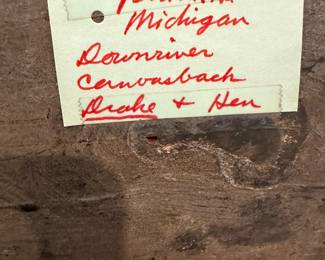 Michigan
Downriver
Canvasback
Drake + Hen